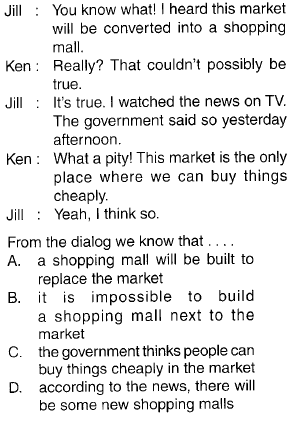 Jill : You know what! I heard this market
will be converted into a shopping
mall.
Ken : Really? That couldn't possibly be
true.
Jill : It's true. I watched the news on TV.
The government said so yesterday
afternoon.
Ken : What a pity! This market is the only
place where we can buy things
cheaply.
Jill : Yeah, I think so.
From the dialog we know that . . . .
A. a shopping mall will be built to
replace the market
B. it is impossible to build
a shopping mall next to the
market
C. the government thinks people can
buy things cheaply in the market
D. according to the news, there will
be some new shopping malls